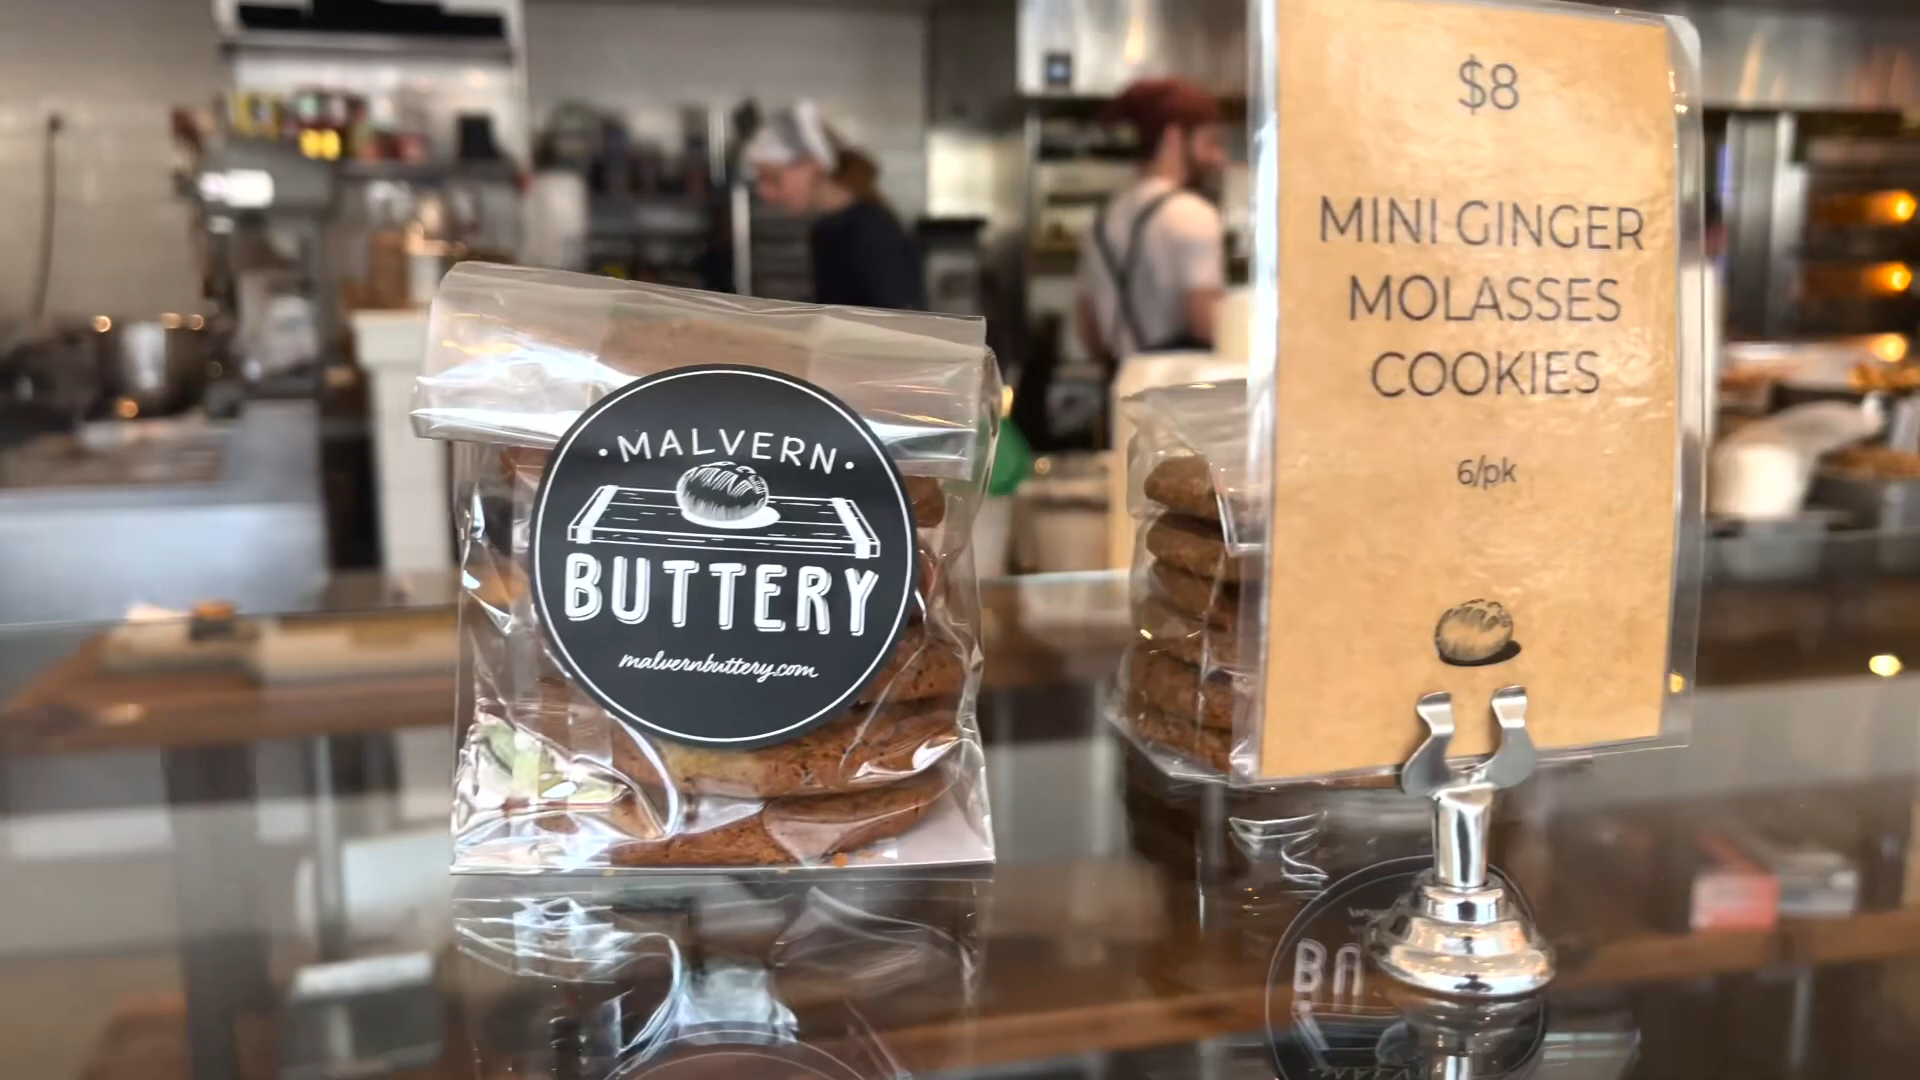 ·MALVERN·
BUTTERY
malvernbuttery.com
$8
MINI GINGER
MOLASSES
COOKIES
6/pk